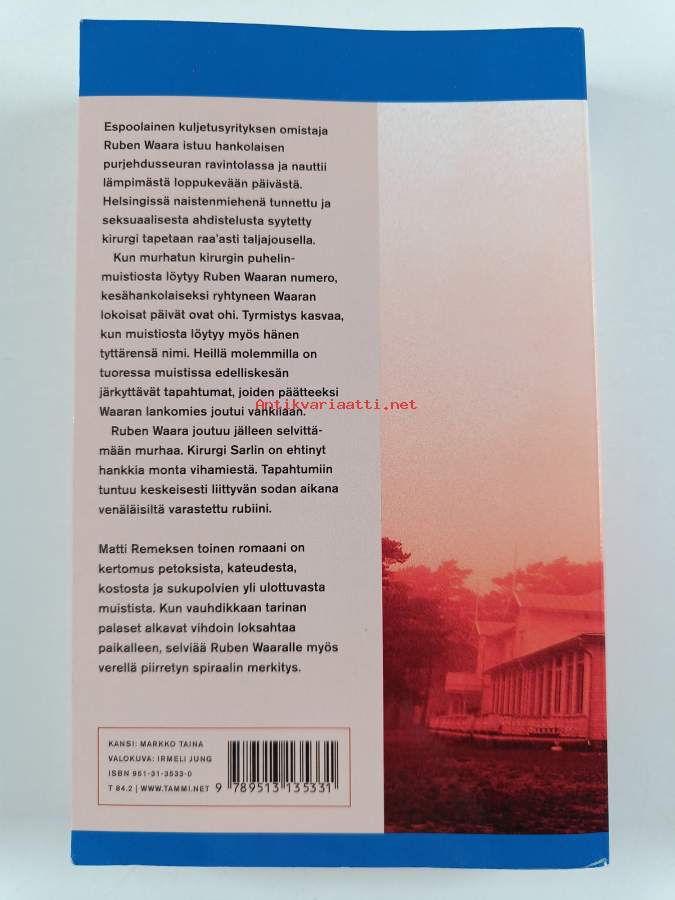 Espoolainen kuljetusyrityksen omistaja
Ruben Waara istuu hankolaisen
purjehdusseuran ravintolassa ja nauttii
lämpimästä loppukevään päivästä.
Helsingissä naistenmiehenä tunnettu ja
seksuaalisesta ahdistelusta syytetty
kirurgi tapetaan raa'asti taljajousella.
Kun murhatun kirurgin puhelin-
muistiosta löytyy Ruben Waaran numero,
kesähankolaiseksi ryhtyneen Waaran
lokoisat päivät ovat ohi. Tyrmistys kasvaa,
kun muistiosta löytyy myös hänen
tyttärensä nimi. Heillä molemmilla on
tuoressa muistissa edelliskesän
järkyttävät tapahtumat, joiden päätteeksi
Waaran lankomies joutui vankilaan.
Antikvariaatti.net
Ruben Waara joutuu jälleen selvittä-
mään murhaa. Kirurgi Sarlin on ehtinyt
hankkia monta vihamiestä. Tapahtumiin
tuntuu keskeisesti liittyvän sodan aikana
venäläisiltä varastettu rubiini.
Matti Remeksen toinen romaani on
kertomus petoksista, kateudesta,
kostosta ja sukupolvien yli ulottuvasta
muistista. Kun vauhdikkaan tarinan
palaset alkavat vihdoin loksahtaa
paikalleen, selviää Ruben Waaralle myös
verellä piirretyn spiraalin merkitys.
KANSI: MARKKO TAINA
VALOKUVA: IRMELI JUNG
ISBN 951-31-3533-0
T 84.2 | WWW.TAMMI.NET
9 789513 135331